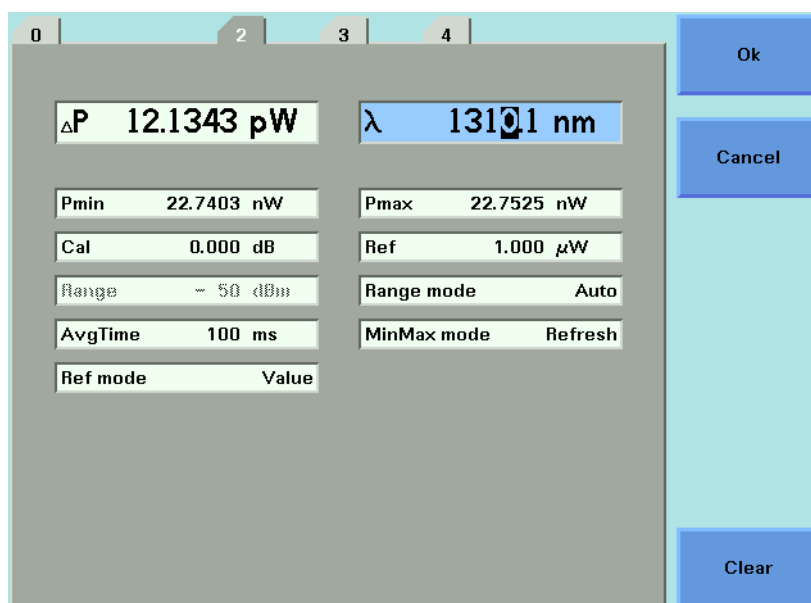 0 2 3 4
Ok
△P 12.1343 pW
λ 1310.1 nm
Cancel
Pmin 22.7403 nW
Pmax 22.7525 nW
Cal 0.000 dB
Ref 1.000 μW
Range - 50 dBm
Range mode Auto
AvgTime 100 ms
MinMax mode Refresh
Ref mode Value
Clear